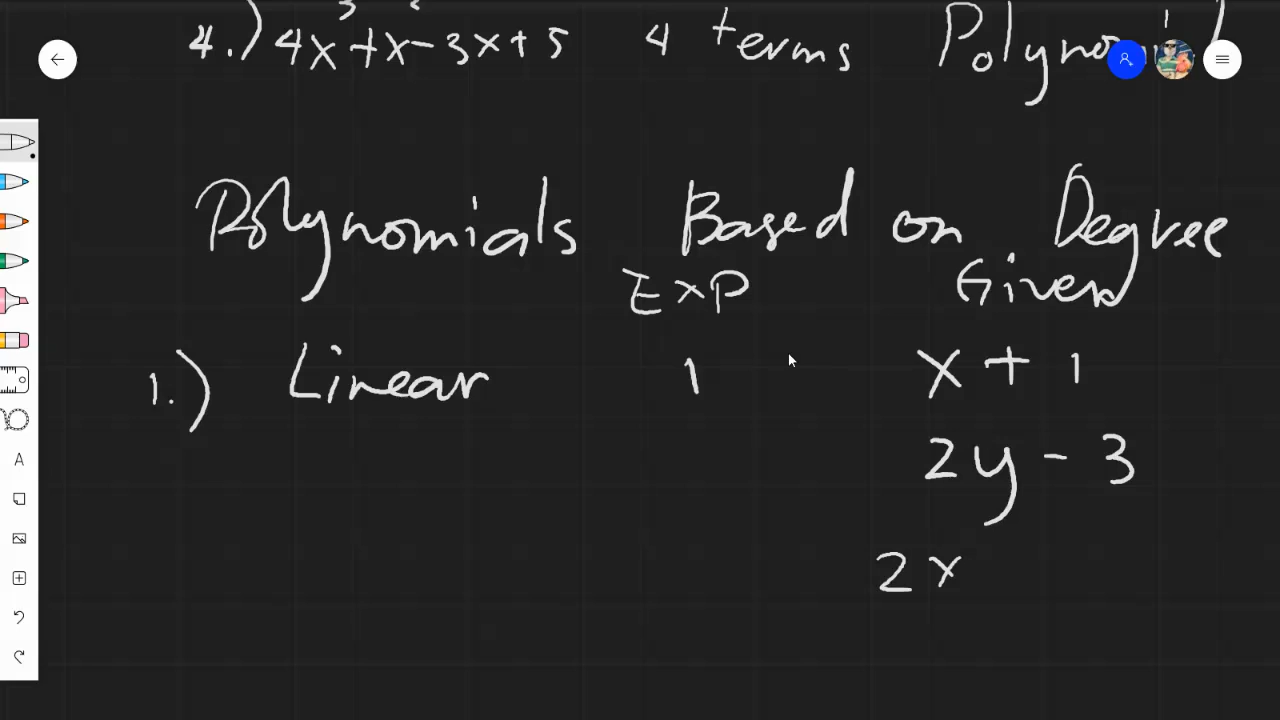 4.) 4x³+x²-3x+5 4 terms Polynomial
Polynomials Based on Degree
Exp Given
1.) Linear 1 x + 1
2y - 3
2x
A